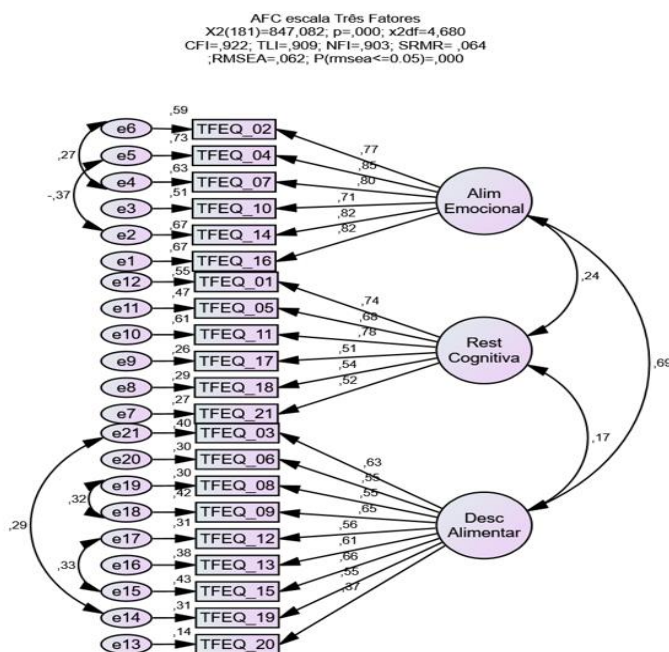 AFC escala Três Fatores
X2(181)=847,082; p=,000; x2df=4,680
CFI=,922; TLI=,909; NFI=,903; SRMR= ,064
;RMSEA=,062; P(rmsea<=0.05)=,000
,59
e6 TFEQ_02
,73
e5 TFEQ_04
,63
e4 TFEQ_07
,51
e3 TFEQ_10
,67
e2 TFEQ_14
,67
e1 TFEQ_16
,55
e12 TFEQ_01
,47
e11 TFEQ_05
,61
e10 TFEQ_11
,26
e9 TFEQ_17
,29
e8 TFEQ_18
,27
e7 TFEQ_21
,40
e21 TFEQ_03
,30
e20 TFEQ_06
,30
e19 TFEQ_08
,42
e18 TFEQ_09
,31
e17 TFEQ_12
,38
e16 TFEQ_13
,43
e15 TFEQ_15
,31
e14 TFEQ_19
,14
e13 TFEQ_20
,27
-,37
,32
,29
,33
,77
,85
,80
,71
,82
,82
Alim
Emocional
,74
,68
,78
,51
,54
,52
Rest
Cognitiva
,63
,55
,55
,65
,56
,61
,66
,55
,37
Desc
Alimentar
,24
,69
,17